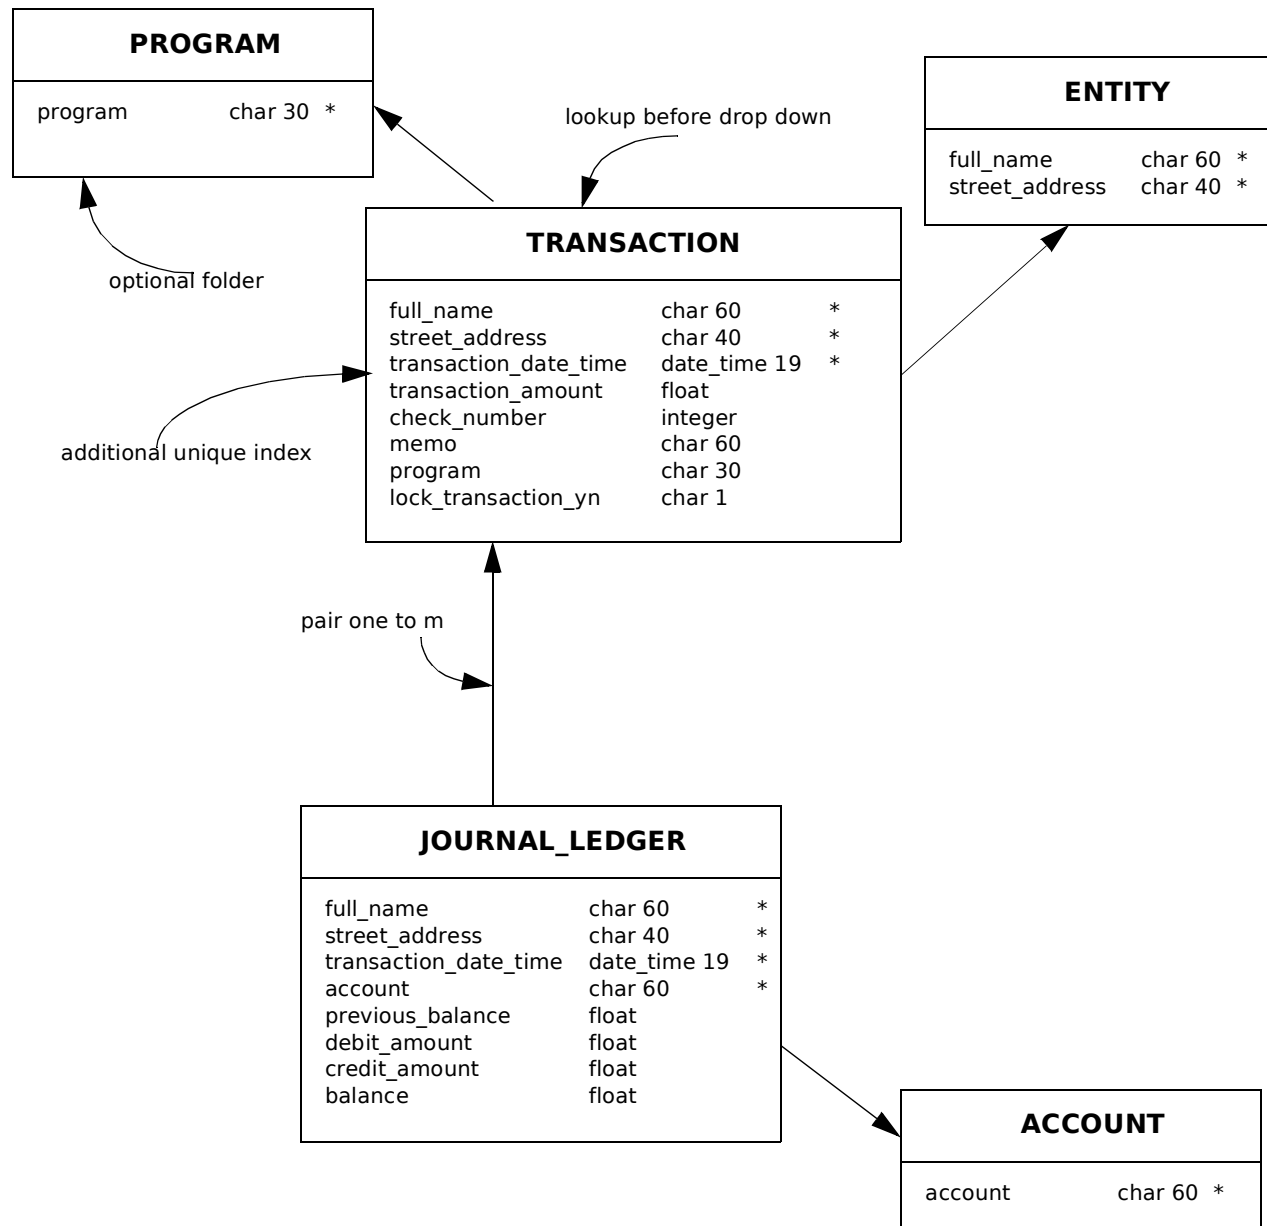 PROGRAM
program char 30 *
optional folder
lookup before drop down
ENTITY
full_name char 60 *
street_address char 40 *
TRANSACTION
full_name char 60 *
street_address char 40 *
transaction_date_time date_time 19 *
transaction_amount float
check_number integer
memo char 60
program char 30
lock_transaction_yn char 1
additional unique index
pair one to m
JOURNAL_LEDGER
full_name char 60 *
street_address char 40 *
transaction_date_time date_time 19 *
account char 60 *
previous_balance float
debit_amount float
credit_amount float
balance float
ACCOUNT
account char 60 *